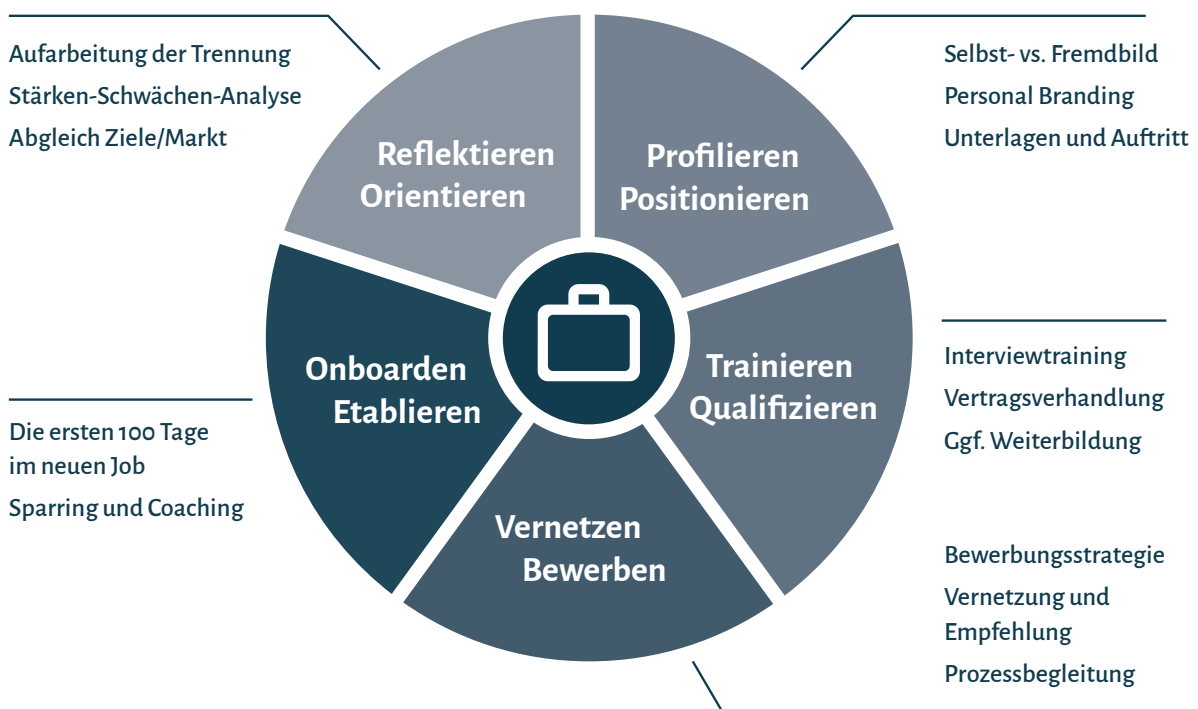 Aufarbeitung der Trennung
Stärken-Schwächen-Analyse
Abgleich Ziele/Markt
Reflektieren
Orientieren
Profilieren
Positionieren
Selbst- vs. Fremdbild
Personal Branding
Unterlagen und Auftritt
Trainieren
Qualifizieren
Interviewtraining
Vertragsverhandlung
Ggf. Weiterbildung
Vernetzen
Bewerben
Bewerbungsstrategie
Vernetzung und
Empfehlung
Prozessbegleitung
Onboarden
Etablieren
Die ersten 100 Tage
im neuen Job
Sparring und Coaching